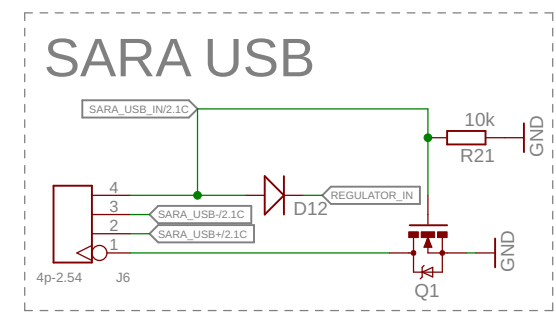 SARA USB
SARA_USB_IN/2.1C
10k
R21
GND
4
3
2
1
D12
REGULATOR_IN
SARA_USB-/2.1C
SARA_USB+/2.1C
GND
4p-2.54
J6
Q1